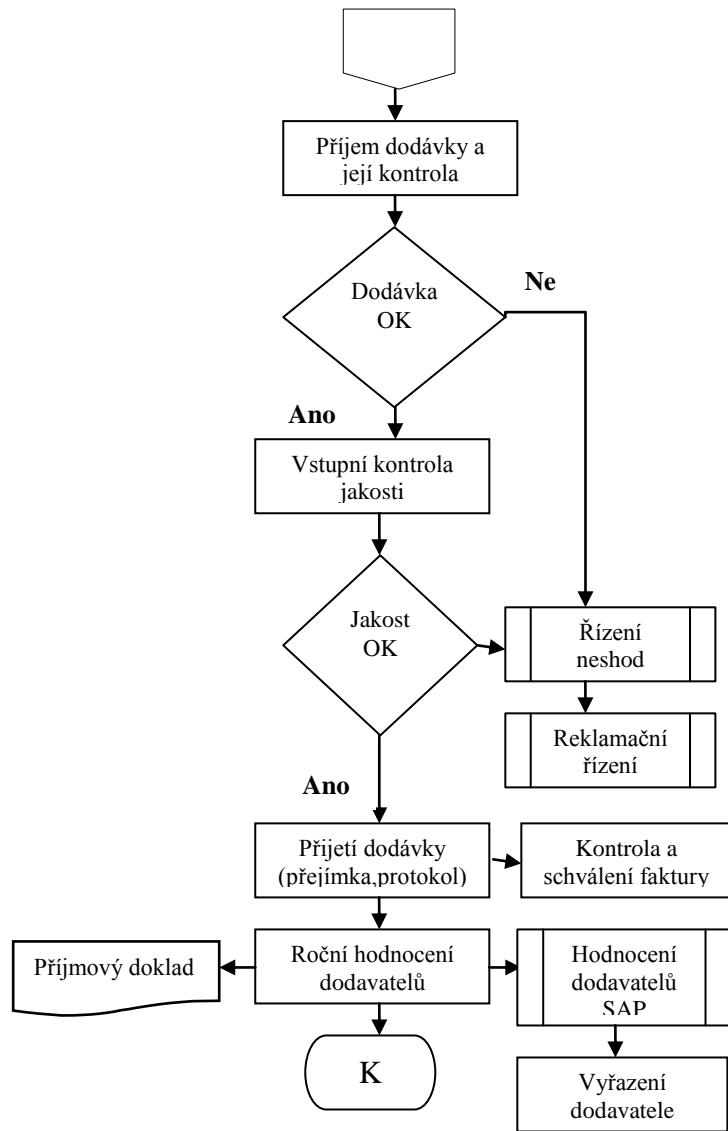 Příjem dodávky a
její kontrola
Dodávka
OK
Ne
Ano
Vstupní kontrola
jakosti
Jakost
OK
Řízení
neshod
Reklamační
řízení
Ano
Přijetí dodávky
(přejímka,protokol)
Kontrola a
schválení faktury
Příjmový doklad
Roční hodnocení
dodavatelů
Hodnocení
dodavatelů
SAP
K
Vyřazení
dodavatele